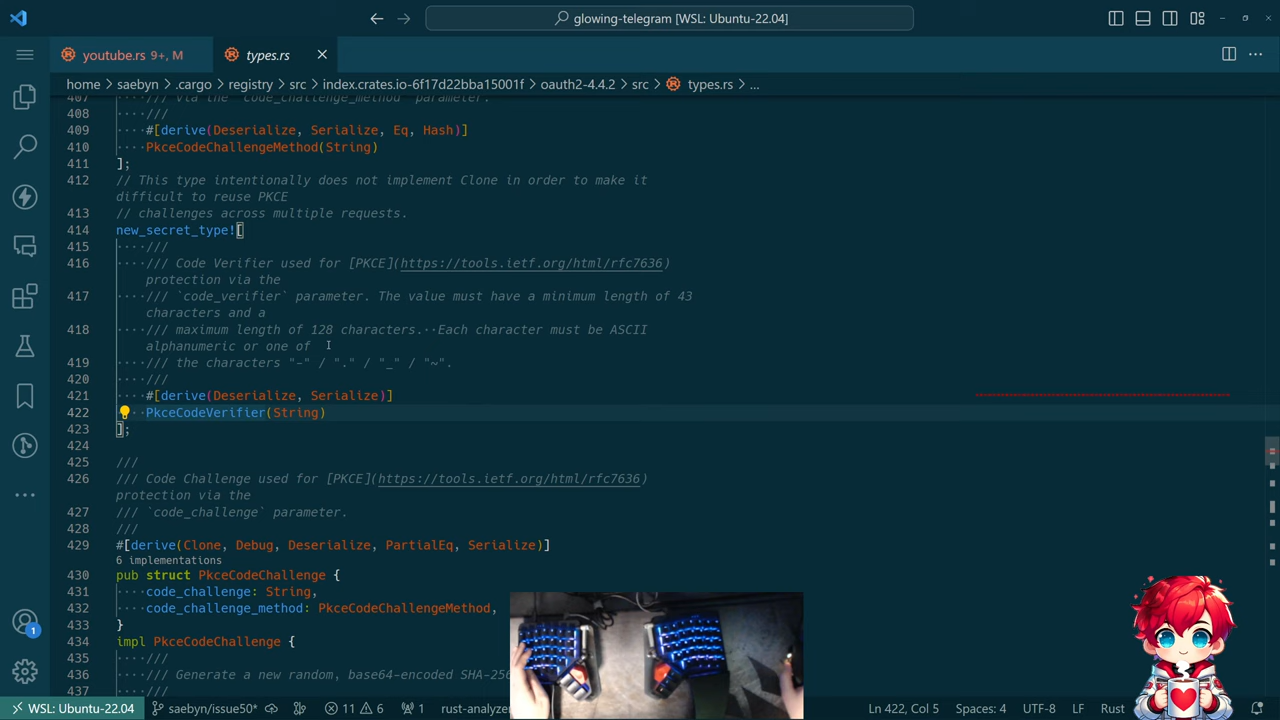 glowing-telegram [WSL: Ubuntu-22.04]
youtube.rs 9+, M
types.rs
home › saebyn › .cargo › registry › src › index.crates.io-6f17d22bba15001f › oauth2-4.4.2 › src › types.rs › ...
407 /// via the `code_challenge_method` parameter.
408 ///
409 #[derive(Deserialize, Serialize, Eq, Hash)]
410 PkceCodeChallengeMethod(String)
411 ];
412 // This type intentionally does not implement Clone in order to make it
difficult to reuse PKCE
413 // challenges across multiple requests.
414 new_secret_type![
415 ····///
416 ····/// Code Verifier used for [PKCE](https://tools.ietf.org/html/rfc7636)
protection via the
417 ····/// `code_verifier` parameter. The value must have a minimum length of 43
characters and a
418 ····/// maximum length of 128 characters.··Each character must be ASCII
alphanumeric or one of
419 ····/// the characters "-" / "." / "_" / "~".
420 ····///
421 ····#[derive(Deserialize, Serialize)]
422 PkceCodeVerifier(String)
423 ];
424
425 ///
426 /// Code Challenge used for [PKCE](https://tools.ietf.org/html/rfc7636)
protection via the
427 /// `code_challenge` parameter.
428 ///
429 #[derive(Clone, Debug, Deserialize, PartialEq, Serialize)]
6 implementations
430 pub struct PkceCodeChallenge {
431 ····code_challenge: String,
432 ····code_challenge_method: PkceCodeChallengeMethod,
433 }
434 impl PkceCodeChallenge {
435 ····///
436 ····/// Generate a new random, base64-encoded SHA-256
437 ····///
1
WSL: Ubuntu-22.04
saebyn/issue50*
11
6
1
rust-analyzer
Ln 422, Col 5
Spaces: 4
UTF-8
LF
Rust